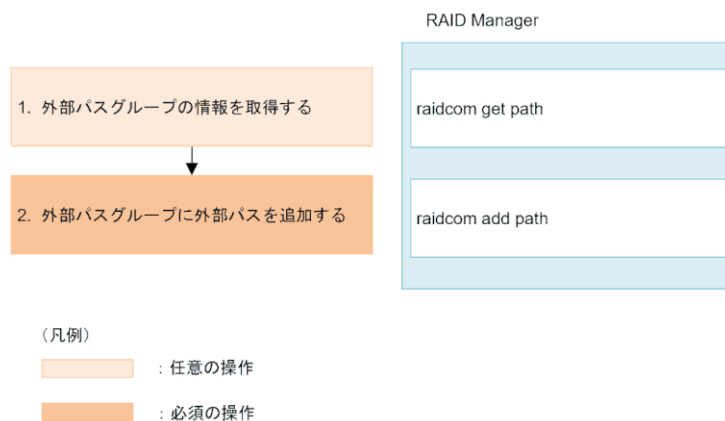 RAID Manager
1. 外部パスグループの情報を取得する
raidcom get path
2. 外部パスグループに外部パスを追加する
raidcom add path
（凡例）
：任意の操作
：必須の操作